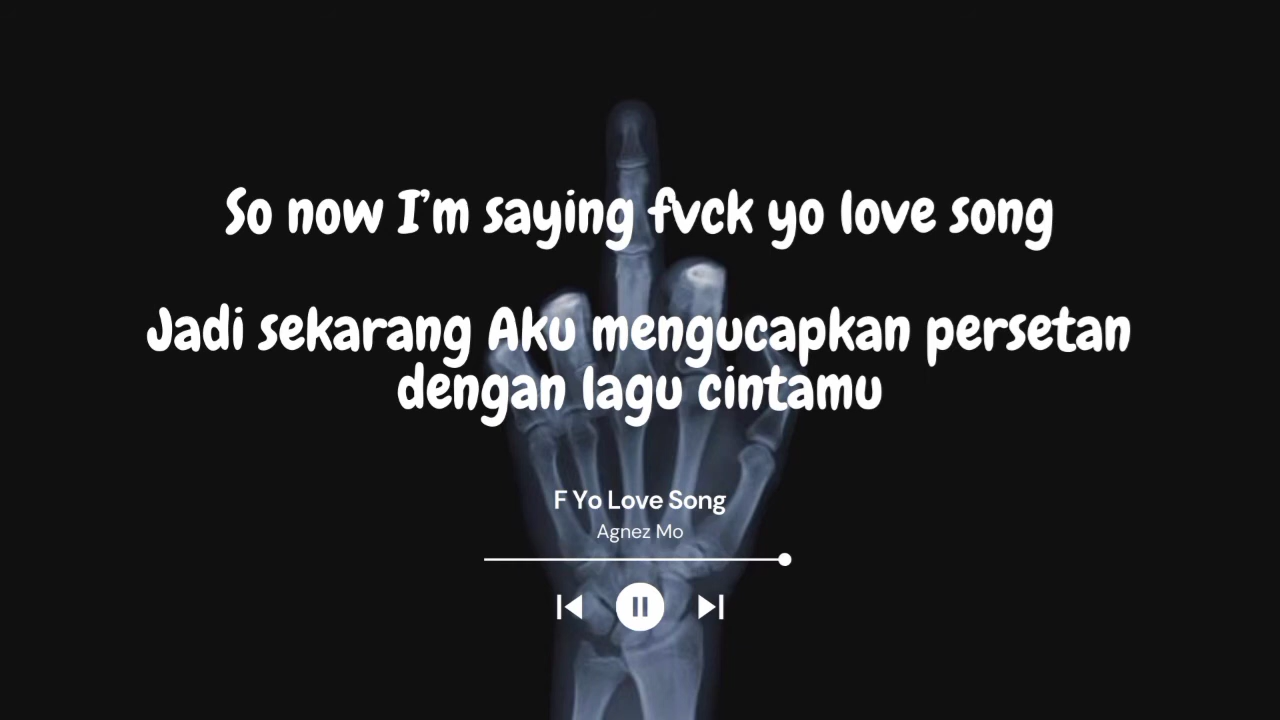 So now I'm saying fvck yo love song
Jadi sekarang Aku mengucapkan persetan
dengan lagu cintamu
F Yo Love Song
Agnez Mo